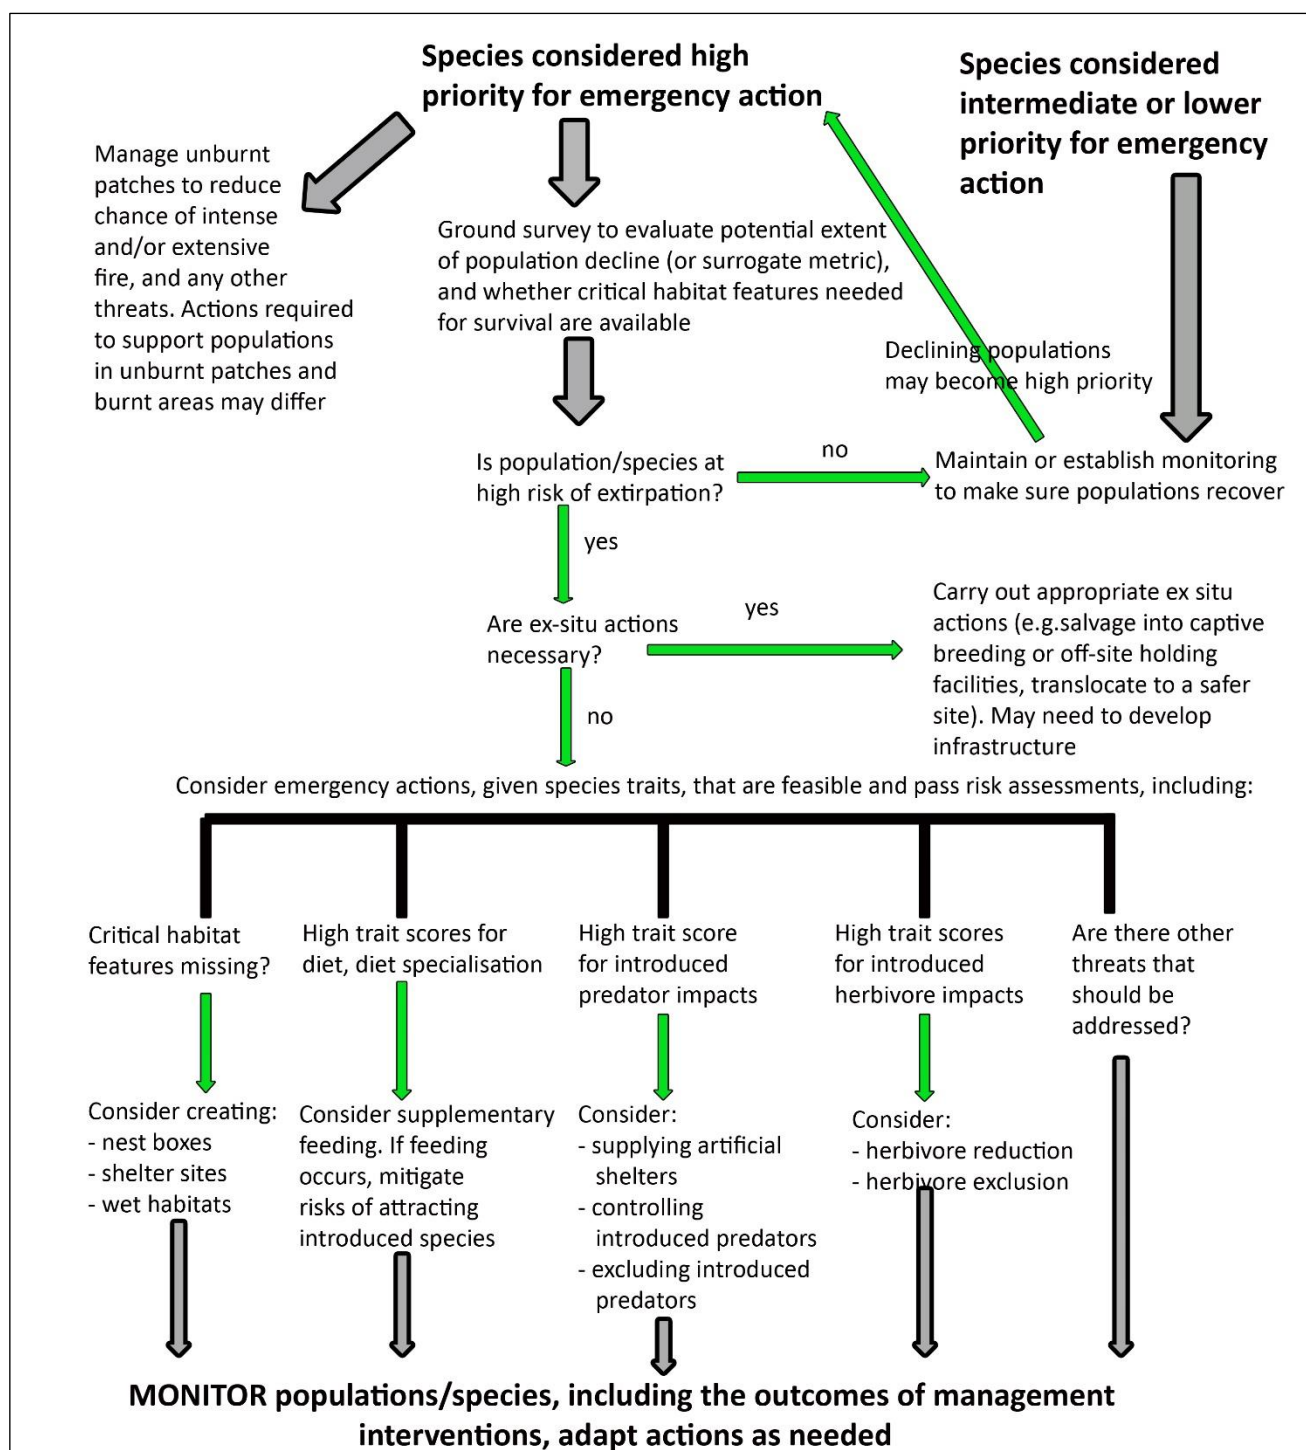 Species considered high
priority for emergency action
Species considered
intermediate or lower
priority for emergency
action
Manage unburnt
patches to reduce
chance of intense
and/or extensive
fire, and any other
threats. Actions required
to support populations
in unburnt patches and
burnt areas may differ
Ground survey to evaluate potential extent
of population decline (or surrogate metric),
and whether critical habitat features needed
for survival are available
Declining populations
may become high priority
Is population/species at
high risk of extirpation?
no
Maintain or establish monitoring
to make sure populations recover
yes
Are ex-situ actions
necessary?
yes
Carry out appropriate ex situ
actions (e.g.salvage into captive
breeding or off-site holding
facilities, translocate to a safer
site). May need to develop
infrastructure
no
Consider emergency actions, given species traits, that are feasible and pass risk assessments, including:
Critical habitat
features missing?
High trait scores for
diet, diet specialisation
High trait score
for introduced
predator impacts
High trait scores
for introduced
herbivore impacts
Are there other
threats that
should be
addressed?
Consider creating:
- nest boxes
- shelter sites
- wet habitats
Consider supplementary
feeding. If feeding
occurs, mitigate
risks of attracting
introduced species
Consider:
- supplying artificial
shelters
- controlling
introduced predators
- excluding introduced
predators
Consider:
- herbivore reduction
- herbivore exclusion
MONITOR populations/species, including the outcomes of management
interventions, adapt actions as needed